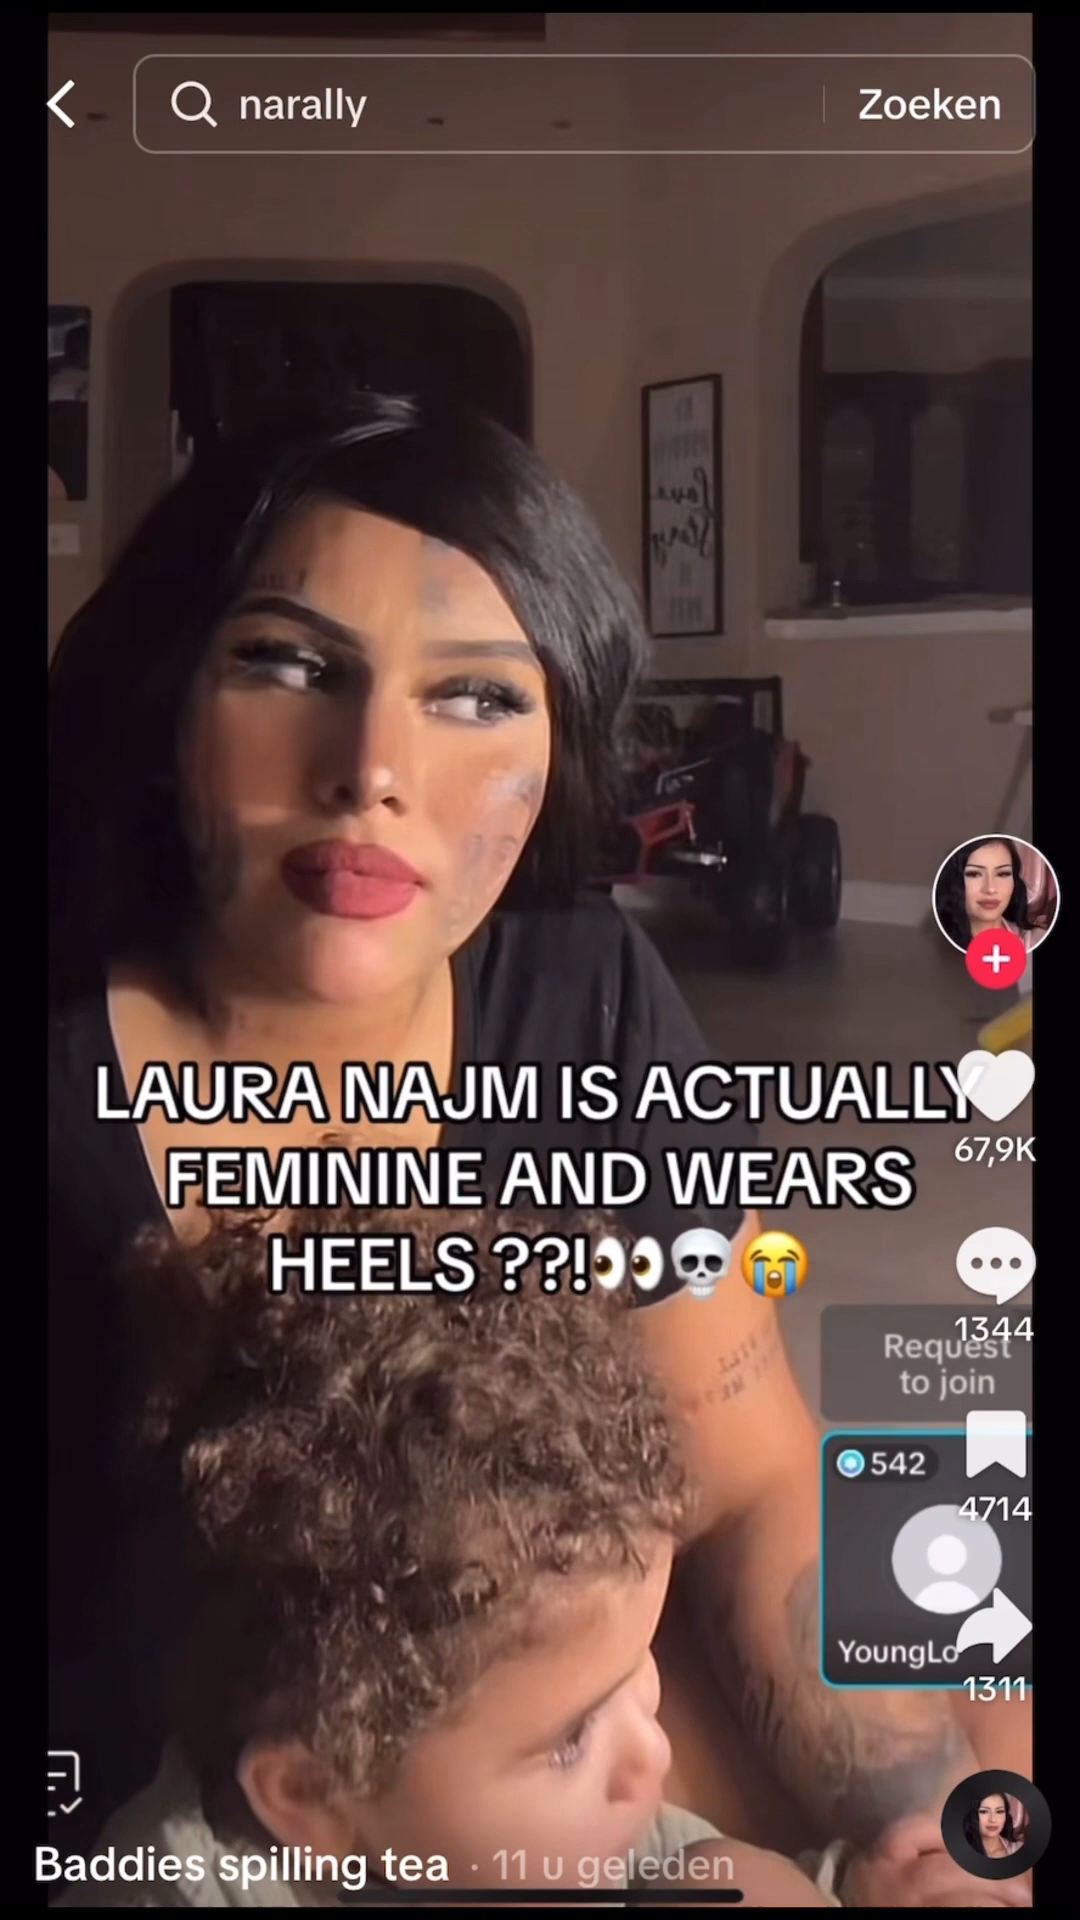 narally
Zoeken
LAURA NAJM IS ACTUALLY
FEMININE AND WEARS
HEELS ??!👀💀😭
67,9K
1344
Request
to join
542
4714
YoungLo
1311
Baddies spilling tea · 11 u geleden